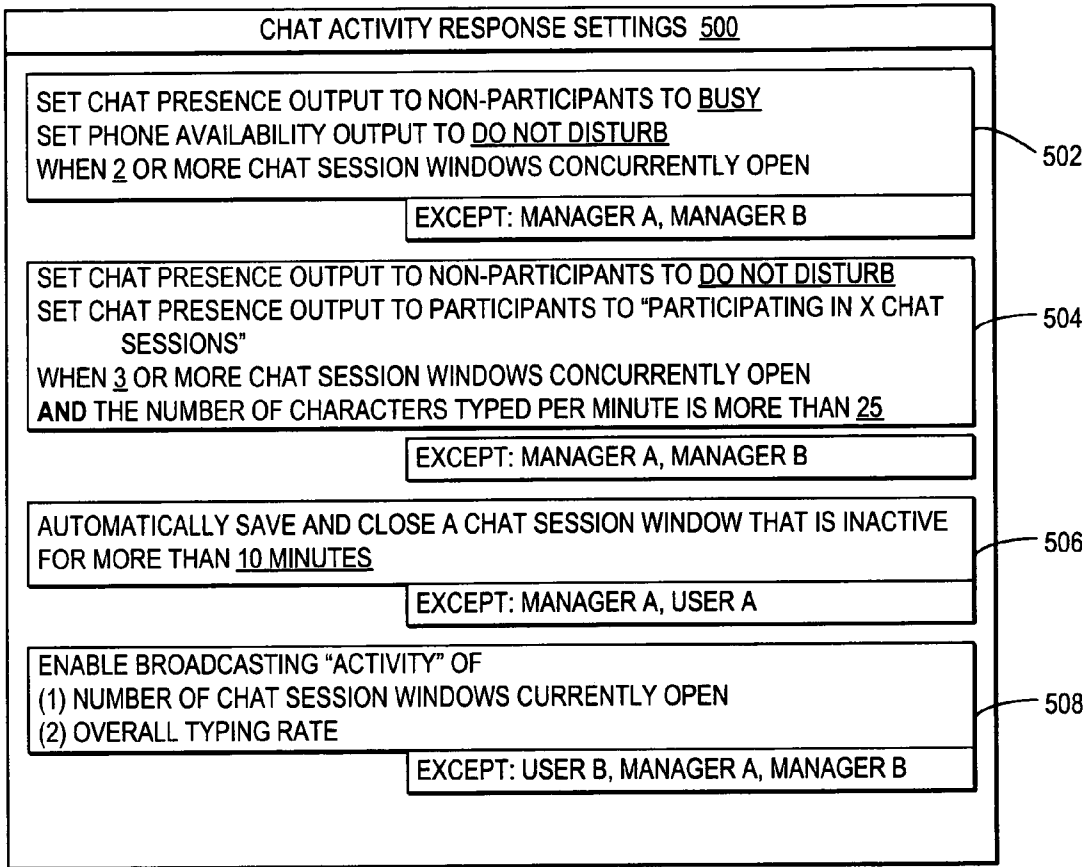 CHAT ACTIVITY RESPONSE SETTINGS 500
SET CHAT PRESENCE OUTPUT TO NON-PARTICIPANTS TO BUSY
SET PHONE AVAILABILITY OUTPUT TO DO NOT DISTURB
WHEN 2 OR MORE CHAT SESSION WINDOWS CONCURRENTLY OPEN
502
EXCEPT: MANAGER A, MANAGER B
SET CHAT PRESENCE OUTPUT TO NON-PARTICIPANTS TO DO NOT DISTURB
SET CHAT PRESENCE OUTPUT TO PARTICIPANTS TO “PARTICIPATING IN X CHAT
SESSIONS”
504
WHEN 3 OR MORE CHAT SESSION WINDOWS CONCURRENTLY OPEN
AND THE NUMBER OF CHARACTERS TYPED PER MINUTE IS MORE THAN 25
EXCEPT: MANAGER A, MANAGER B
AUTOMATICALLY SAVE AND CLOSE A CHAT SESSION WINDOW THAT IS INACTIVE
FOR MORE THAN 10 MINUTES
506
EXCEPT: MANAGER A, USER A
ENABLE BROADCASTING “ACTIVITY” OF
(1) NUMBER OF CHAT SESSION WINDOWS CURRENTLY OPEN
(2) OVERALL TYPING RATE
508
EXCEPT: USER B, MANAGER A, MANAGER B